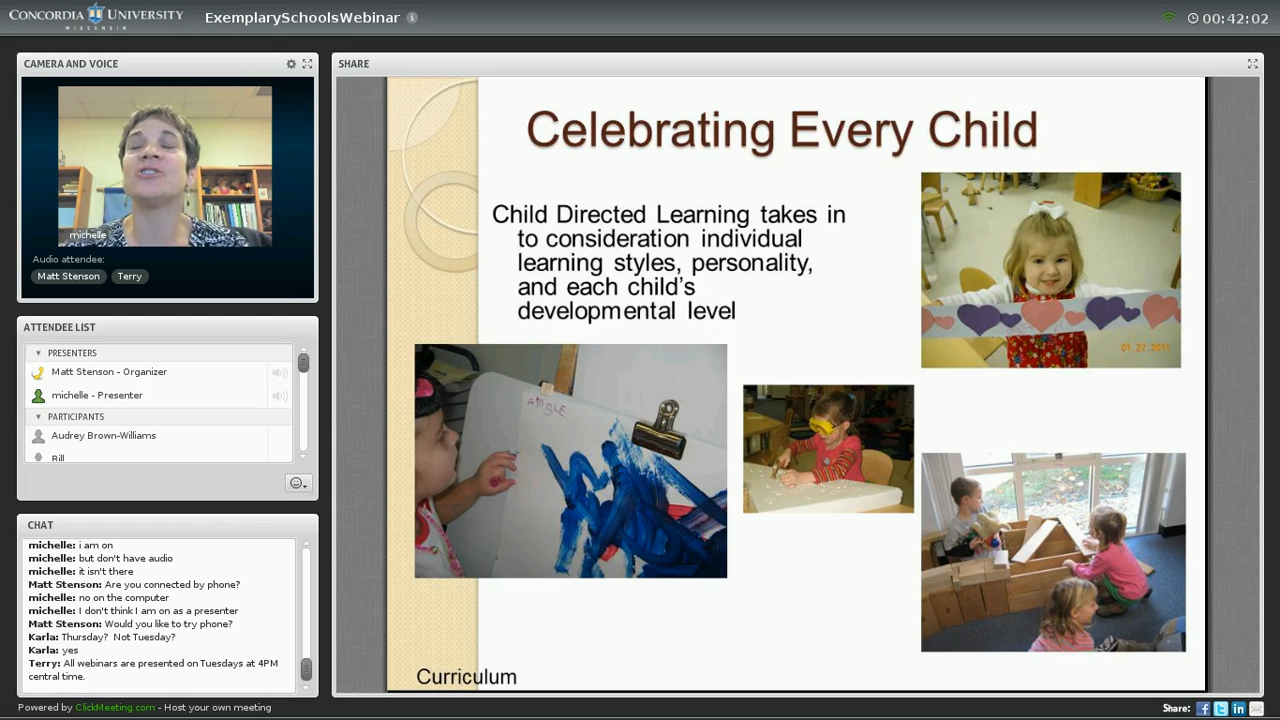 CONCORDIA UNIVERSITY
WISCONSIN
ExemplarySchoolsWebinar
00:42:02
CAMERA AND VOICE
michelle
Audio attendee:
Matt Stenson
Terry
ATTENDEE LIST
PRESENTERS
Matt Stenson - Organizer
michelle - Presenter
PARTICIPANTS
Audrey Brown-Williams
Bill
CHAT
michelle: i am on
michelle: but don't have audio
michelle: it isn't there
Matt Stenson: Are you connected by phone?
michelle: no on the computer
michelle: I don't think I am on as a presenter
Matt Stenson: Would you like to try phone?
Karla: Thursday? Not Tuesday?
Karla: yes
Terry: All webinars are presented on Tuesdays at 4PM
central time.
SHARE
Celebrating Every Child
Child Directed Learning takes in
to consideration individual
learning styles, personality,
and each child's
developmental level
01.27.2011
ANGLE
Curriculum
Powered by ClickMeeting.com - Host your own meeting
Share: